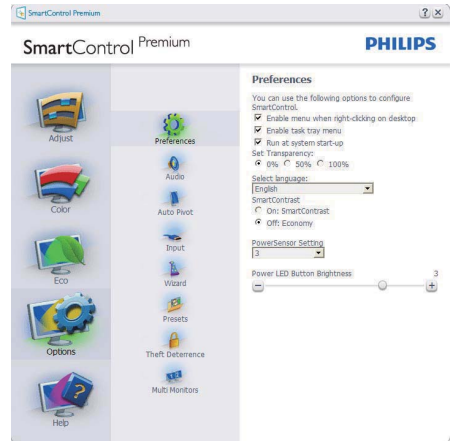 SmartControl Premium
SmartControl Premium
PHILIPS
Adjust
Color
Eco
Options
Help
Preferences
Audio
Auto Pivot
Input
Wizard
Presets
Theft Deterrence
Multi Monitors
Preferences
You can use the following options to configure
SmartControl.
Enable menu when right-clicking on desktop
Enable task tray menu
Run at system start-up
Set Transparency:
0% 50% 100%
Select language:
English
SmartContrast
On: SmartContrast
Off: Economy
PowerSensor Setting
3
Power LED Button Brightness 3